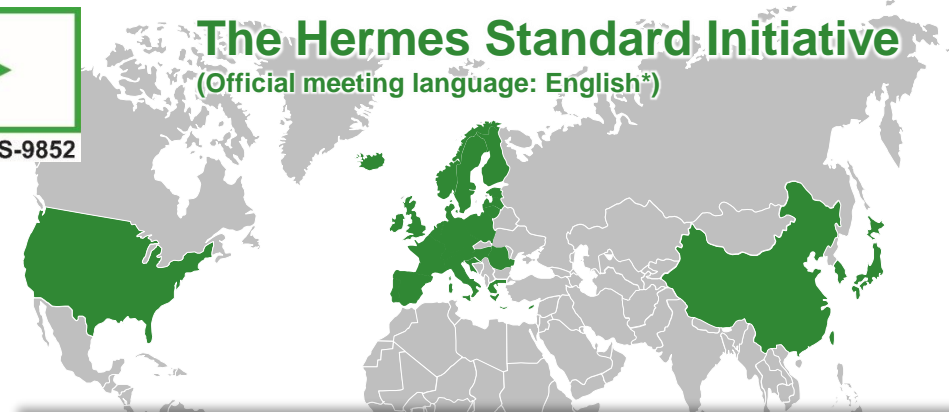 The Hermes Standard Initiative
(Official meeting language: English*)
S-9852